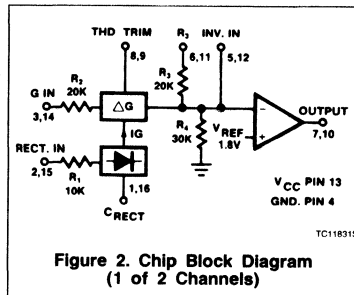 THD TRIM
8,9
R3
6,11
INV. IN
5,12
R3
20K
R2
20K
G IN
3,14
△G
IG
RECT. IN
2,15
R1
10K
1,16
CRECT
R4
30K
VREF
1.8V
−
+
OUTPUT
7,10
VCC PIN 13
GND. PIN 4
TC11831S
Figure 2. Chip Block Diagram
(1 of 2 Channels)